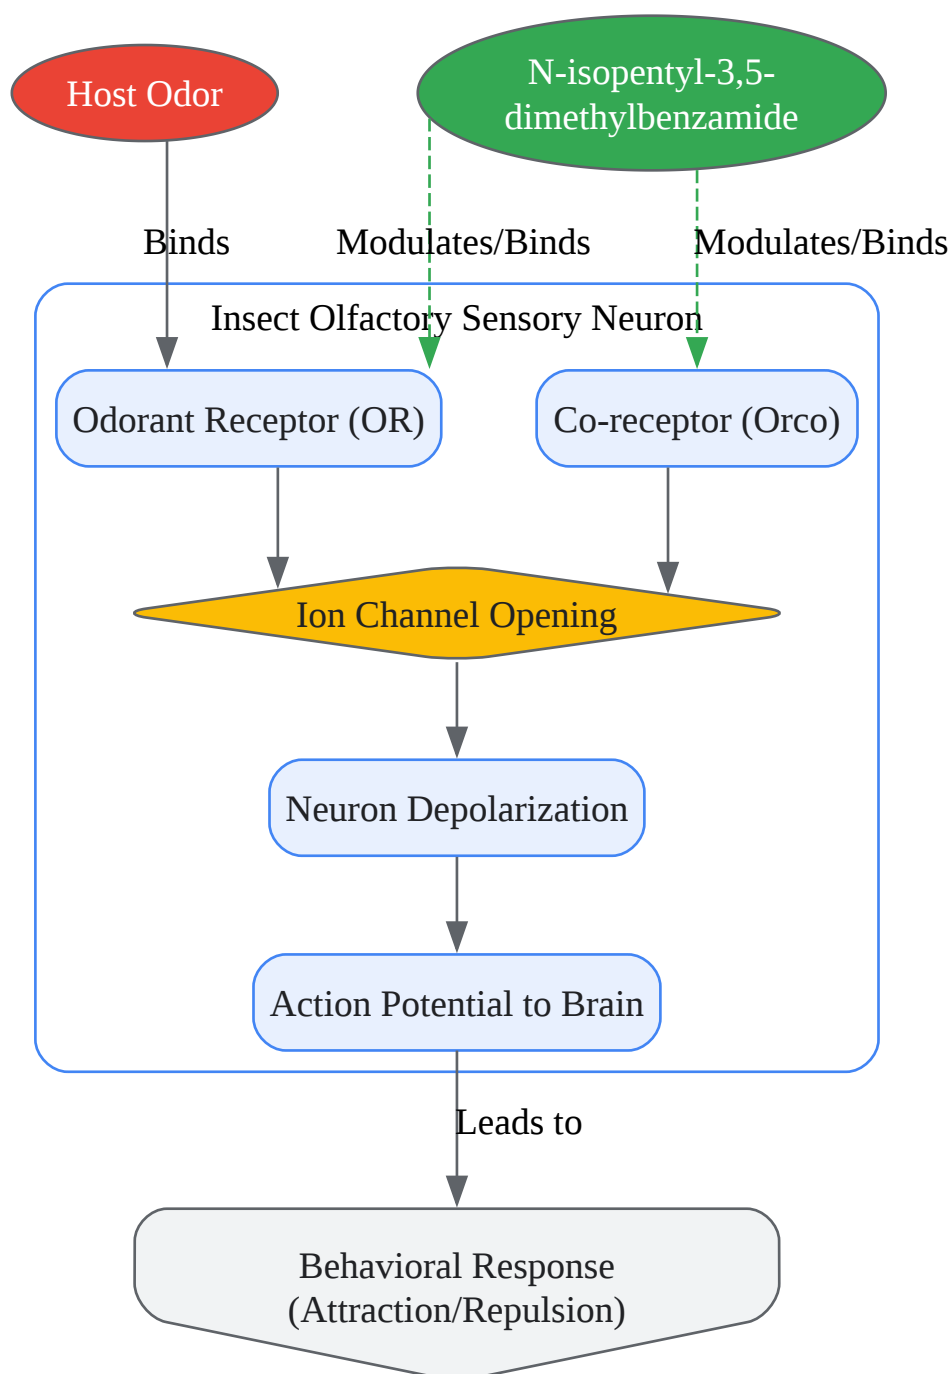 Host Odor
N-isopentyl-3,5-
dimethylbenzamide
Binds
Modulates/Binds
Modulates/Binds
Insect Olfactory Sensory Neuron
Odorant Receptor (OR)
Co-receptor (Orco)
Ion Channel Opening
Neuron Depolarization
Action Potential to Brain
Leads to
Behavioral Response
(Attraction/Repulsion)